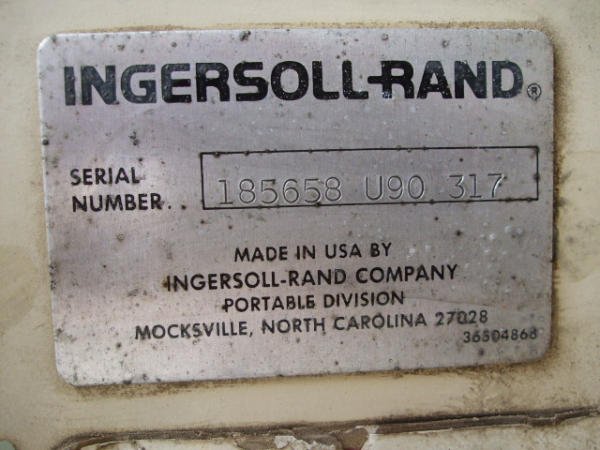 INGERSOLL-RAND®
SERIAL
NUMBER.. 185658 U90 317
MADE IN USA BY
INGERSOLL-RAND COMPANY
PORTABLE DIVISION
MOCKSVILLE, NORTH CAROLINA 27028
36504868